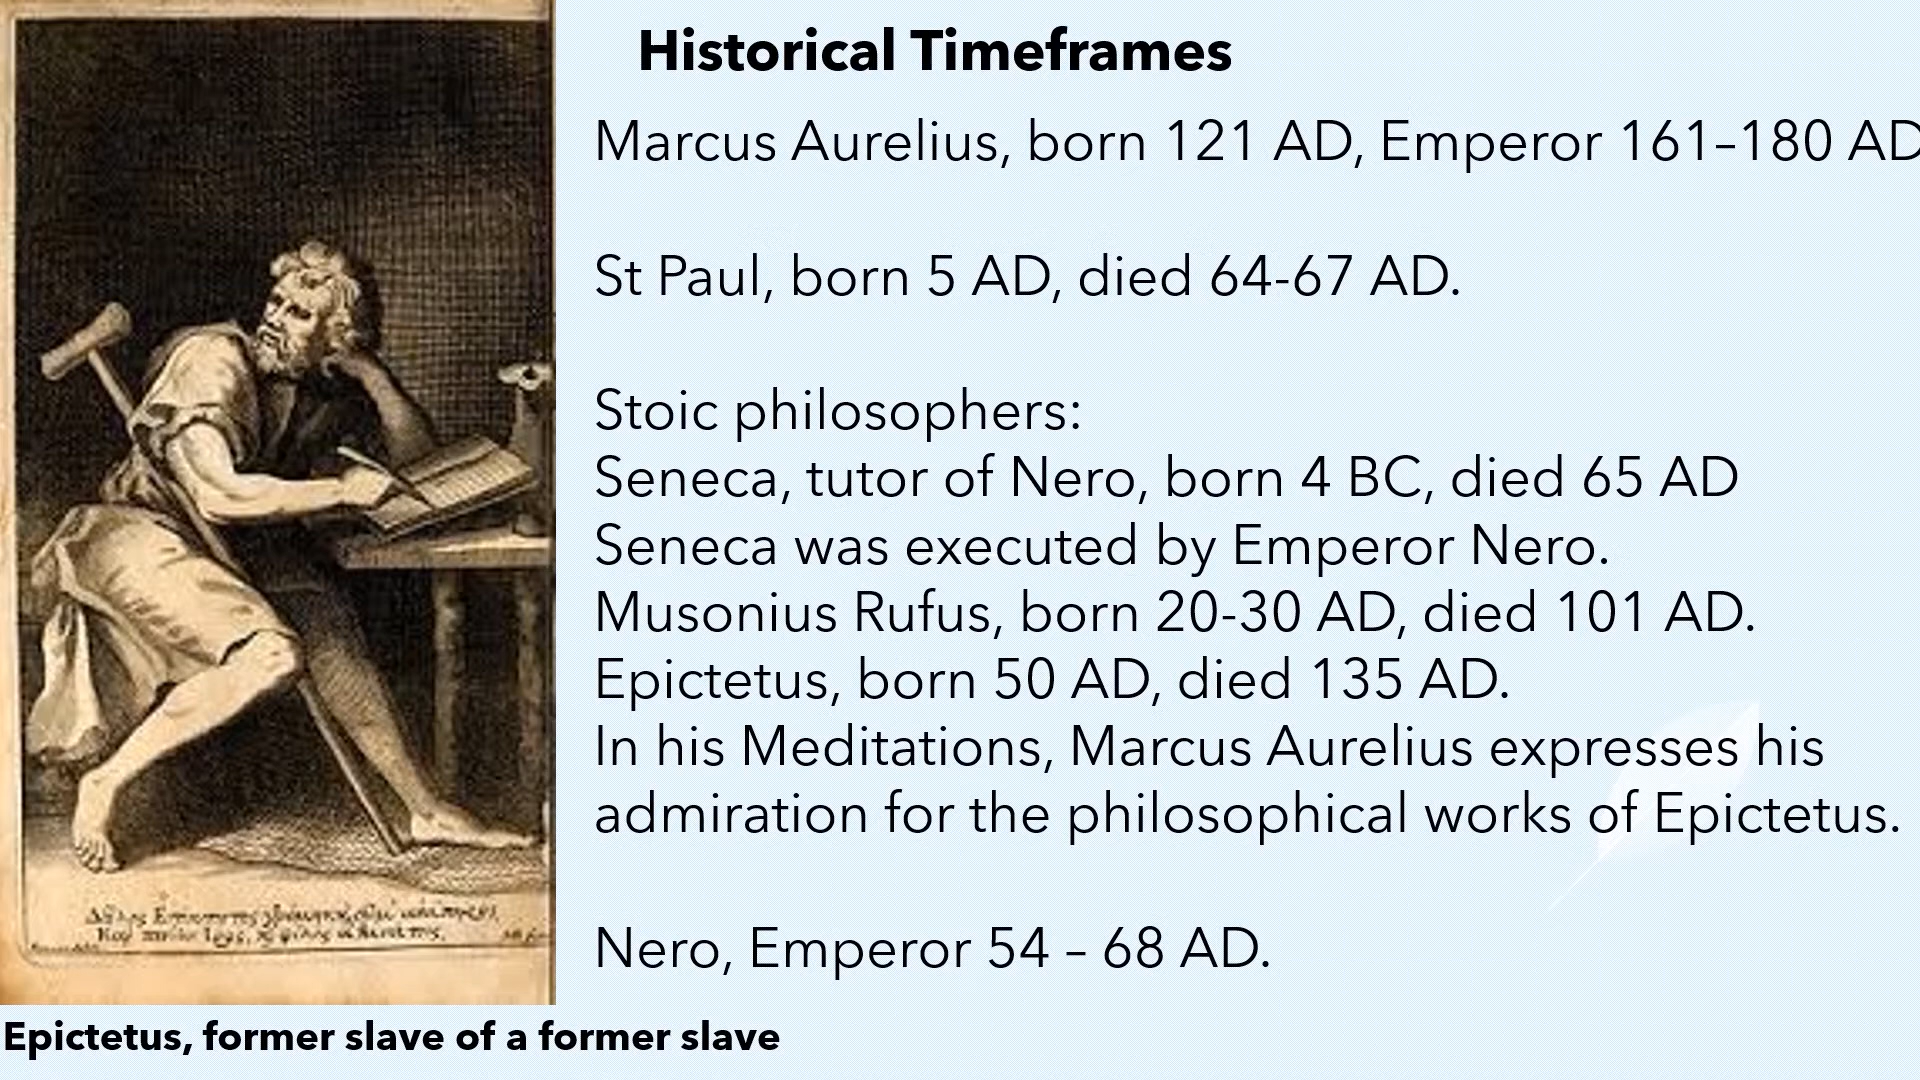 Historical Timeframes
Marcus Aurelius, born 121 AD, Emperor 161–180 AD
St Paul, born 5 AD, died 64-67 AD.
Stoic philosophers:
Seneca, tutor of Nero, born 4 BC, died 65 AD
Seneca was executed by Emperor Nero.
Musonius Rufus, born 20-30 AD, died 101 AD.
Epictetus, born 50 AD, died 135 AD.
In his Meditations, Marcus Aurelius expresses his
admiration for the philosophical works of Epictetus.
Nero, Emperor 54 – 68 AD.
Epictetus, former slave of a former slave